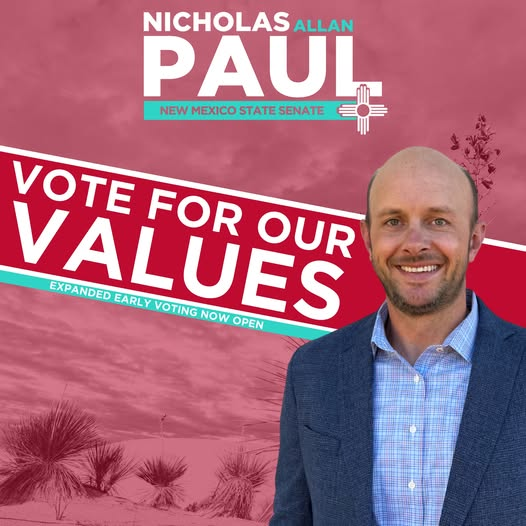 NICHOLAS ALLAN
PAUL
NEW MEXICO STATE SENATE
VOTE FOR OUR
VALUES
EXPANDED EARLY VOTING NOW OPEN